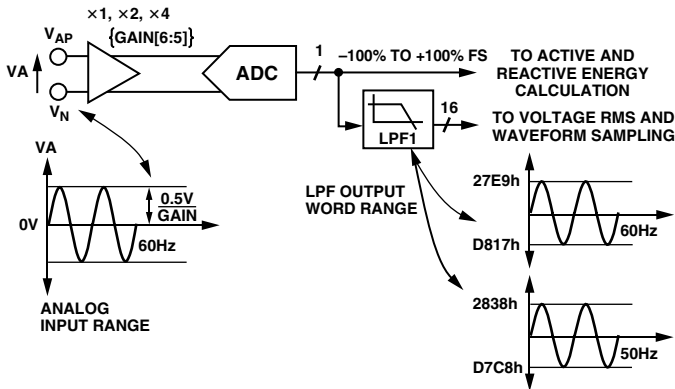 ×1, ×2, ×4
{GAIN[6:5]}
VAP
VA
VN
ADC
1
–100% TO +100% FS
TO ACTIVE AND
REACTIVE ENERGY
CALCULATION
16
LPF1
TO VOLTAGE RMS AND
WAVEFORM SAMPLING
VA
0.5V
GAIN
0V
60Hz
ANALOG
INPUT RANGE
LPF OUTPUT
WORD RANGE
27E9h
60Hz
D817h
2838h
50Hz
D7C8h